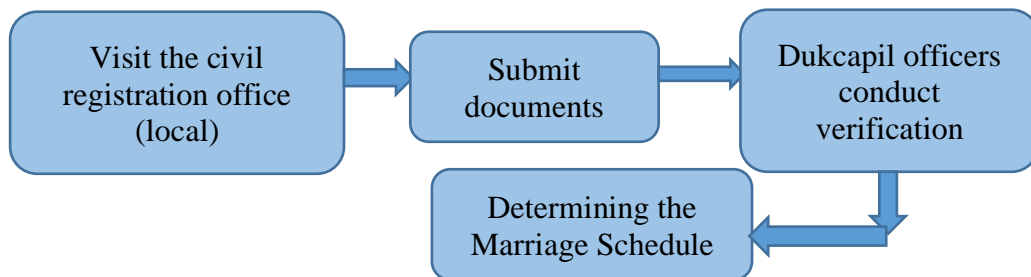 Visit the civil
registration office
(local)
Submit
documents
Dukcapil officers
conduct
verification
Determining the
Marriage Schedule